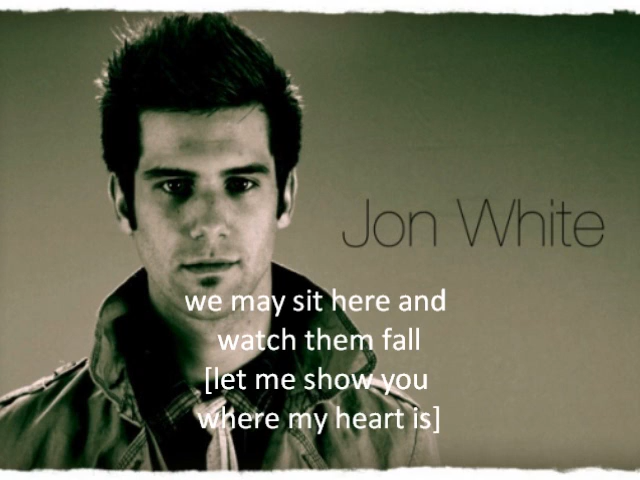 Jon White
we may sit here and
watch them fall
[let me show you
where my heart is]